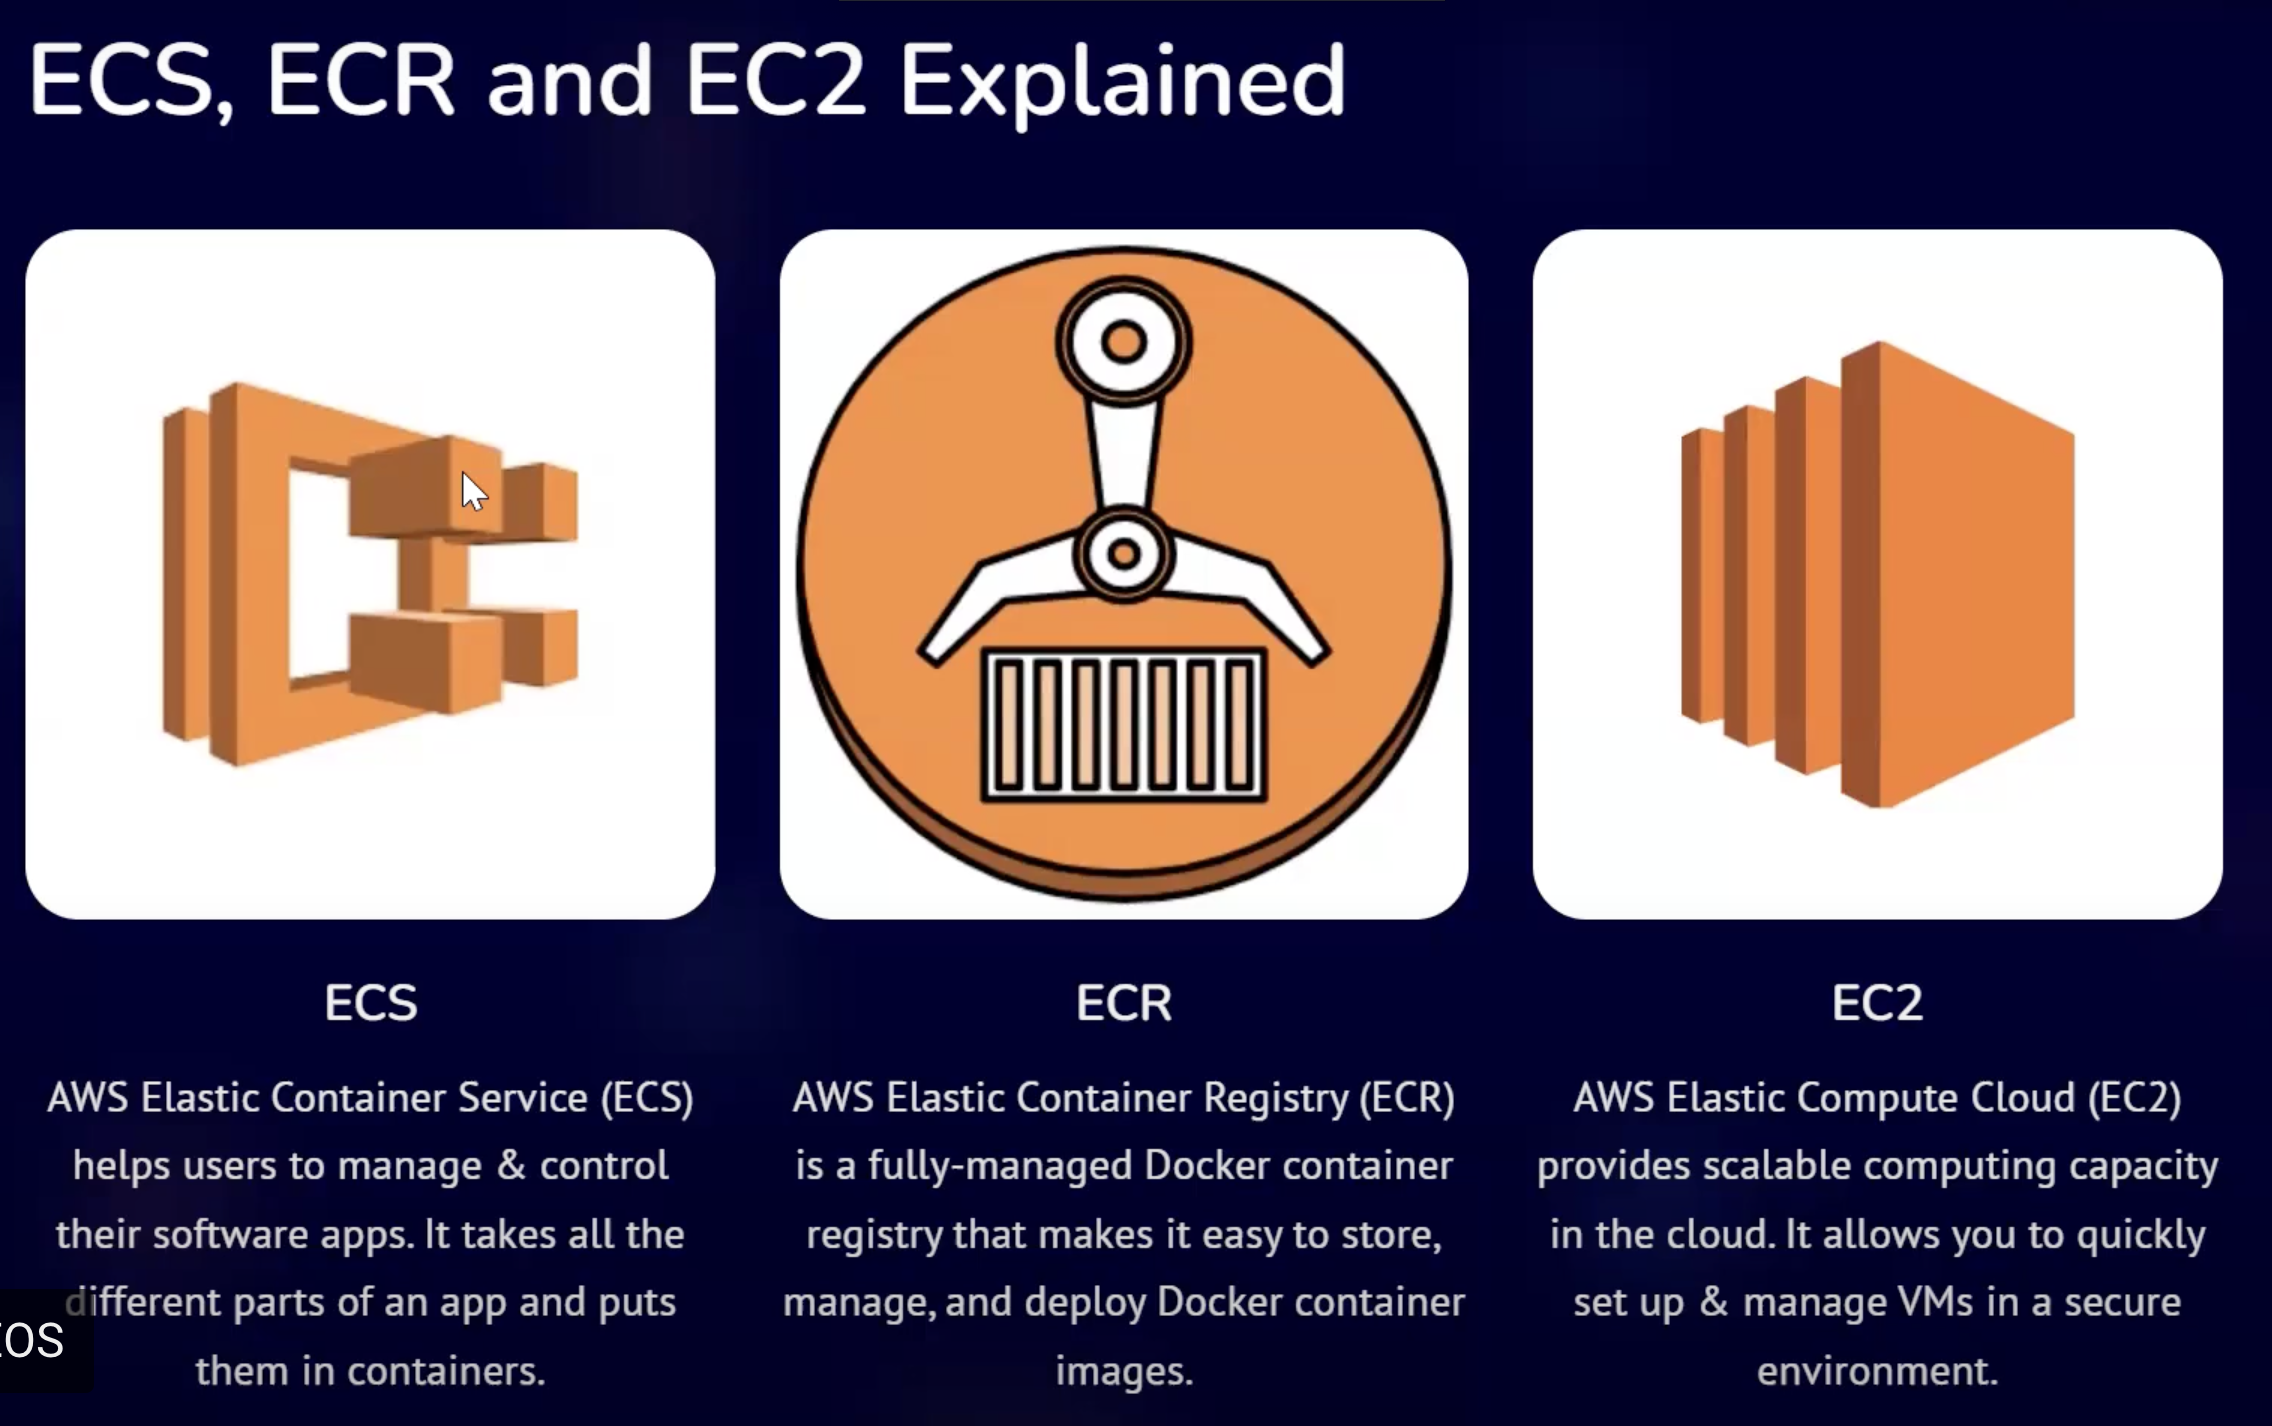 ECS, ECR and EC2 Explained
ECS
AWS Elastic Container Service (ECS)
helps users to manage & control
their software apps. It takes all the
different parts of an app and puts
them in containers.
ECR
AWS Elastic Container Registry (ECR)
is a fully-managed Docker container
registry that makes it easy to store,
manage, and deploy Docker container
images.
EC2
AWS Elastic Compute Cloud (EC2)
provides scalable computing capacity
in the cloud. It allows you to quickly
set up & manage VMs in a secure
environment.